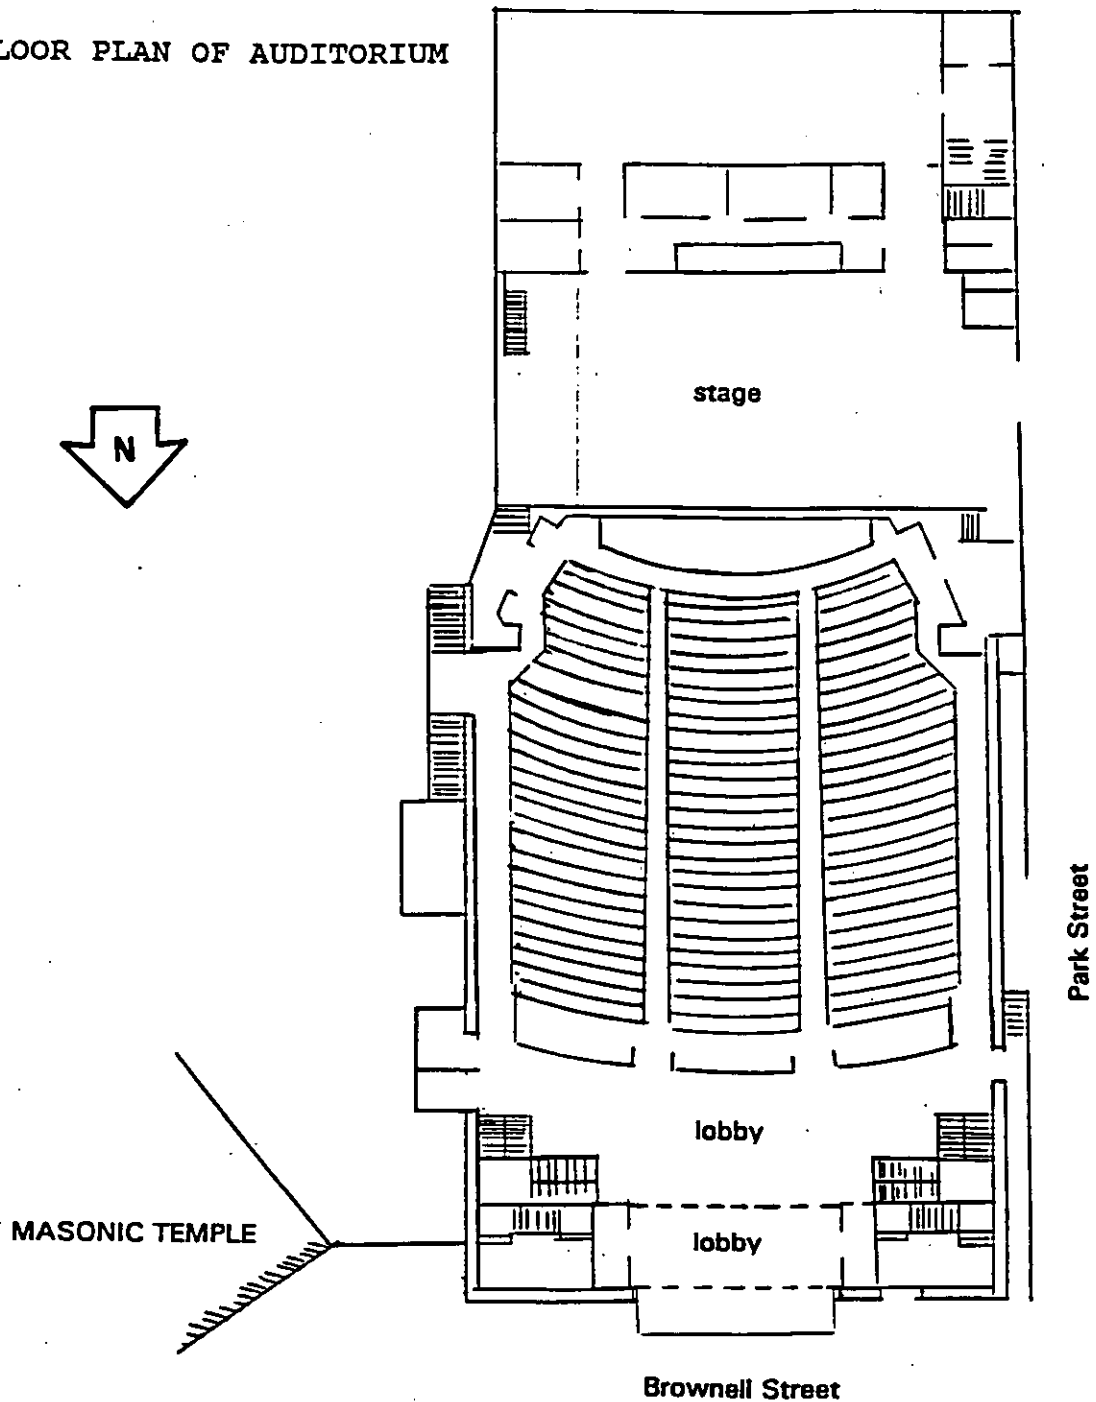 LOOR PLAN OF AUDITORIUM
stage
N
Park Street
lobby
MASONIC TEMPLE
lobby
Brownell Street